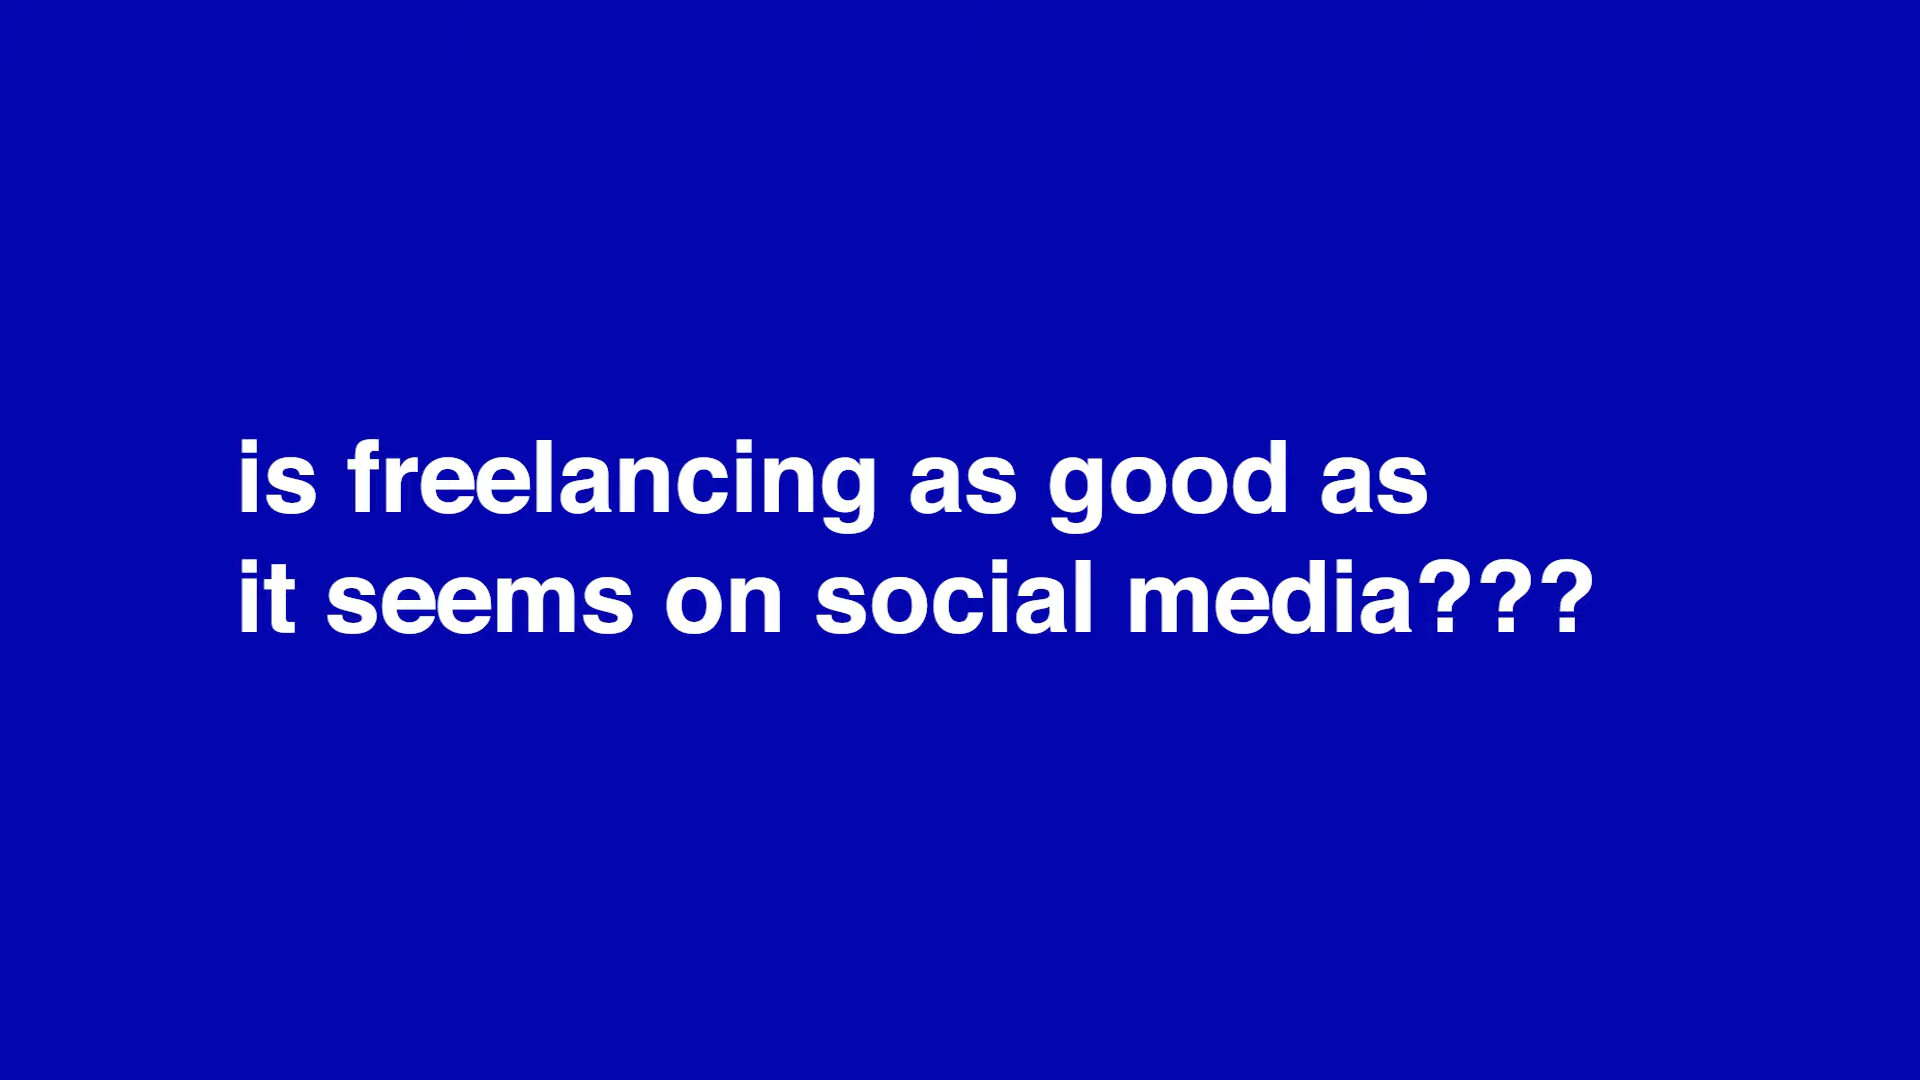 is freelancing as good as
it seems on social media???